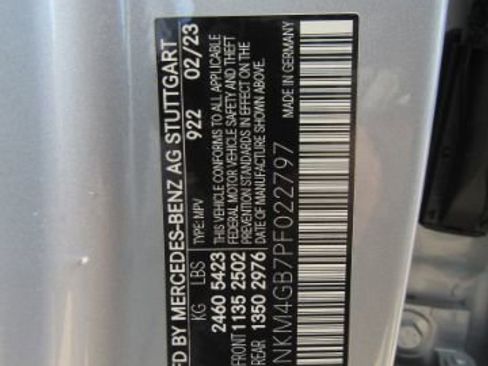 FD BY MERCEDES-BENZ AG STUTTGART
922 02/23
KG LBS TYPE: MPV
2460 5423
FRONT 1135 2502
REAR 1350 2976
THIS VEHICLE CONFORMS TO ALL APPLICABLE
FEDERAL MOTOR VEHICLE SAFETY AND THEFT
PREVENTION STANDARDS IN EFFECT ON THE
DATE OF MANUFACTURE SHOWN ABOVE.
NKM4GB7PF022797
MADE IN GERMANY